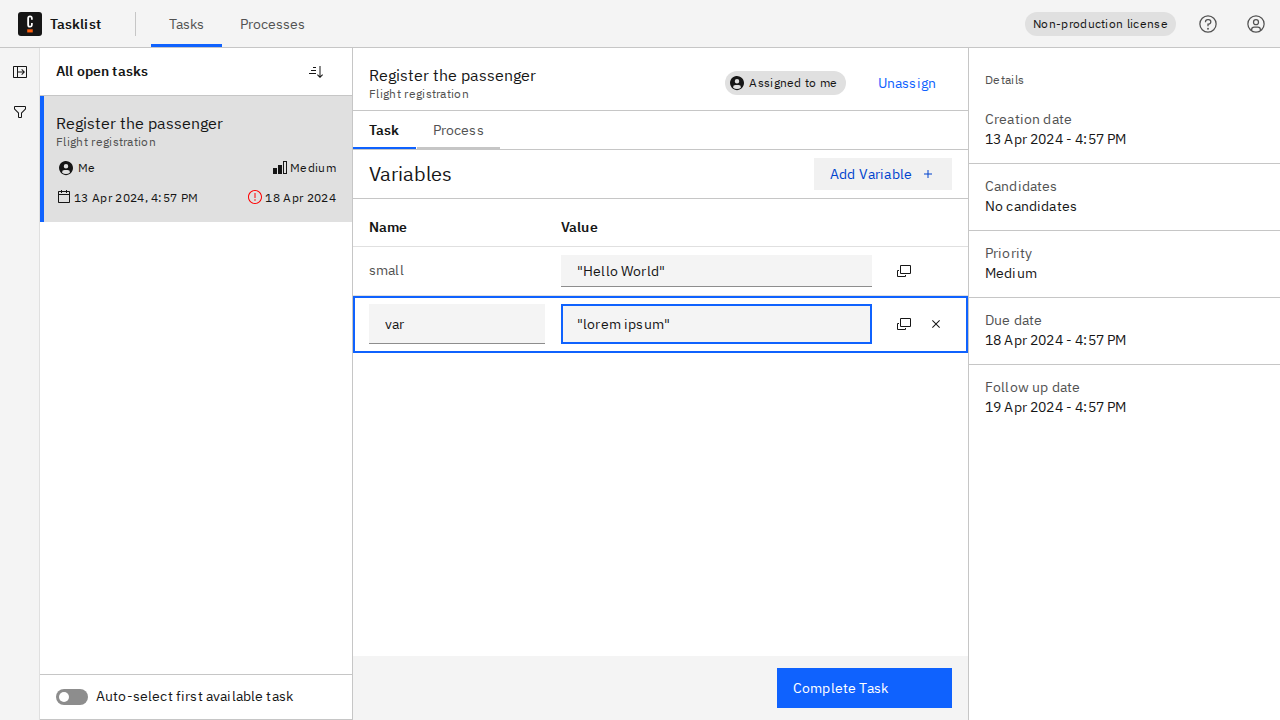 Tasklist
Tasks
Processes
Non-production license
All open tasks
Register the passenger
Flight registration
Me
Medium
13 Apr 2024, 4:57 PM
18 Apr 2024
Auto-select first available task
Register the passenger
Flight registration
Assigned to me
Unassign
Task
Process
Variables
Add Variable
Name
Value
small
"Hello World"
var
"lorem ipsum"
Complete Task
Details
Creation date
13 Apr 2024 - 4:57 PM
Candidates
No candidates
Priority
Medium
Due date
18 Apr 2024 - 4:57 PM
Follow up date
19 Apr 2024 - 4:57 PM